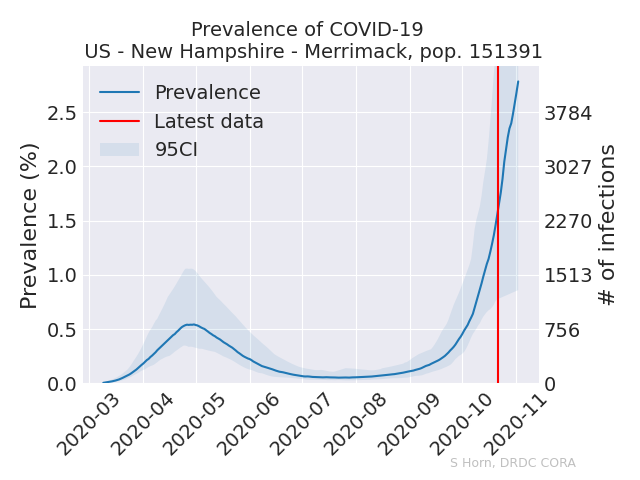 Prevalence of COVID-19
US - New Hampshire - Merrimack, pop. 151391
Prevalence
Latest data
95CI
Prevalence (%)
2.5
2.0
1.5
1.0
0.5
0.0
3784
3027
2270
1513
756
0
# of infections
2020-03
2020-04
2020-05
2020-06
2020-07
2020-08
2020-09
2020-10
2020-11
S Horn, DRDC CORA